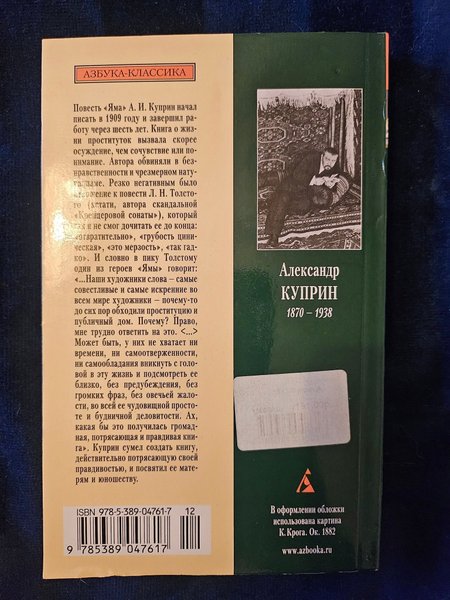 АЗБУКА-КЛАССИКА
Повесть «Яма» А. И. Куприн начал
писать в 1909 году и завершил ра-
боту через шесть лет. Книга о жиз-
ни проституток вызвала скорее
осуждение, чем сочувствие или по-
нимание. Автора обвиняли в без-
нравственности и чрезмерном нату-
рализме. Резко негативным было
отношение к повести Л. Н. Толсто-
го (кстати, автора скандальной
«Крейцеровой сонаты»), который
так и не смог дочитать ее до конца:
«отвратительно», «грубость цини-
ческая», «это мерзость», «так гад-
ко». И словно в пику Толстому
один из героев «Ямы» говорит:
«...Наши художники слова – самые
совестливые и самые искренние во
всем мире художники – почему-то
до сих пор обходили проституцию и
публичный дом. Почему? Право,
мне трудно ответить на это. <...>
Может быть, у них не хватает ни
времени, ни самоотверженности,
ни самообладания вникнуть с голо-
вой в эту жизнь и подсмотреть ее
близко, без предубеждения, без
громких фраз, без овечьей жало-
сти, во всей ее чудовищной просто-
те и будничной деловитости. Ах,
какая бы это получилась громад-
ная, потрясающая и правдивая кни-
га». Куприн сумел создать книгу,
действительно потрясающую своей
правдивостью, и посвятил ее мате-
рям и юношеству.
ISBN 978-5-389-04761-7
12
9 785389 047617
Александр
КУПРИН
1870 – 1938
В оформлении обложки
использована картина
К. Крога. Ок. 1882
www.azbooka.ru